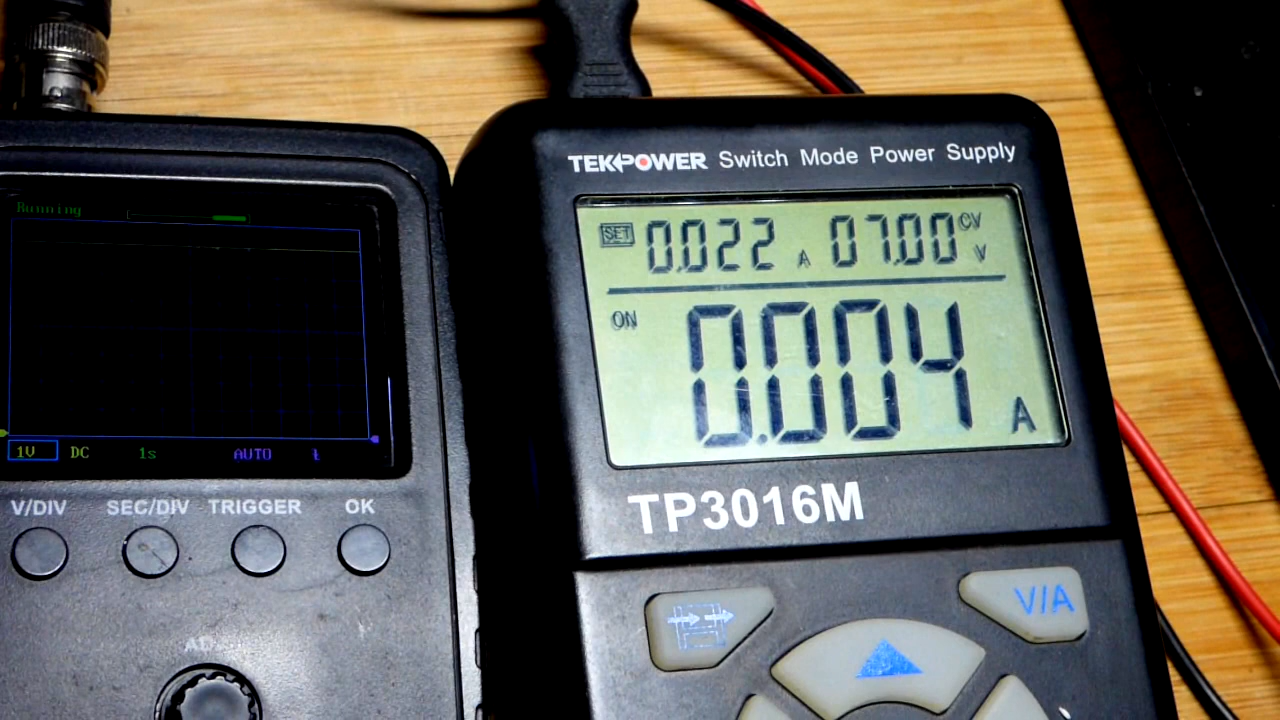 Running
1V DC 1s AUTO
V/DIV SEC/DIV TRIGGER OK
TEKPOWER Switch Mode Power Supply
SET 0.022 A 07.00 CV V
ON
0.004 A
TP3016M
V/A